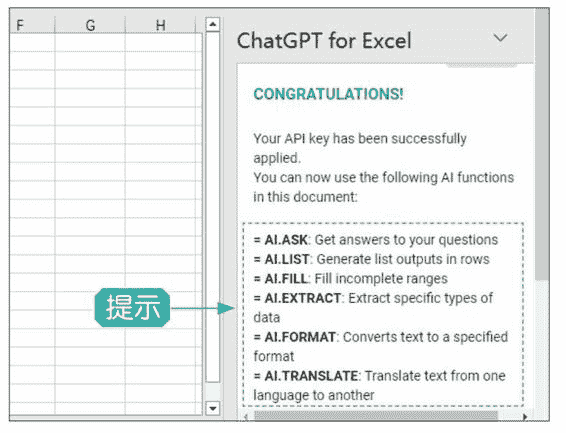 F G H
ChatGPT for Excel
CONGRATULATIONS!
Your API key has been successfully
applied.
You can now use the following AI functions
in this document:
= AI.ASK: Get answers to your questions
= AI.LIST: Generate list outputs in rows
= AI.FILL: Fill incomplete ranges
= AI.EXTRACT: Extract specific types of
data
= AI.FORMAT: Converts text to a specified
format
= AI.TRANSLATE: Translate text from one
language to another
提示